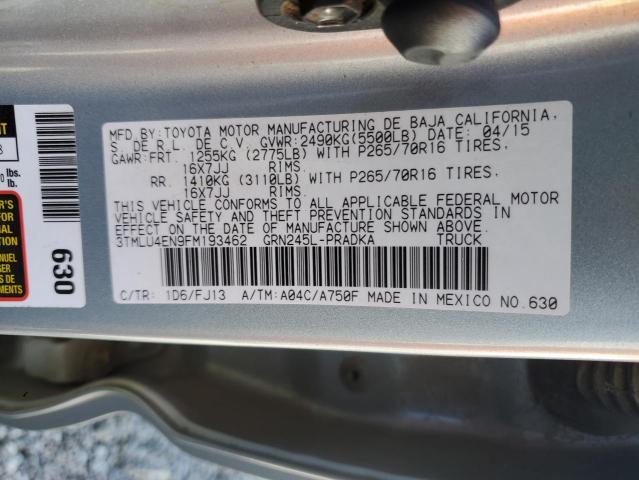 MFD.BY:TOYOTA MOTOR MANUFACTURING DE BAJA CALIFORNIA,
S. DE R.L. DE C.V. GVWR:2490KG(5500LB) DATE: 04/15
GAWR:FRT. 1255KG (2775LB) WITH P265/70R16 TIRES,
16X7JJ RIMS.
RR. 1410KG (3110LB) WITH P265/70R16 TIRES,
16X7JJ RIMS.
THIS VEHICLE CONFORMS TO ALL APPLICABLE FEDERAL MOTOR
VEHICLE SAFETY AND THEFT PREVENTION STANDARDS IN
EFFECT ON THE DATE OF MANUFACTURE SHOWN ABOVE.
3TMLU4EN9FM193462 GRN245L-PRADKA TRUCK
C/TR: 1D6/FJ13 A/TM:A04C/A750F MADE IN MEXICO NO.630
lbs.
lb.
630